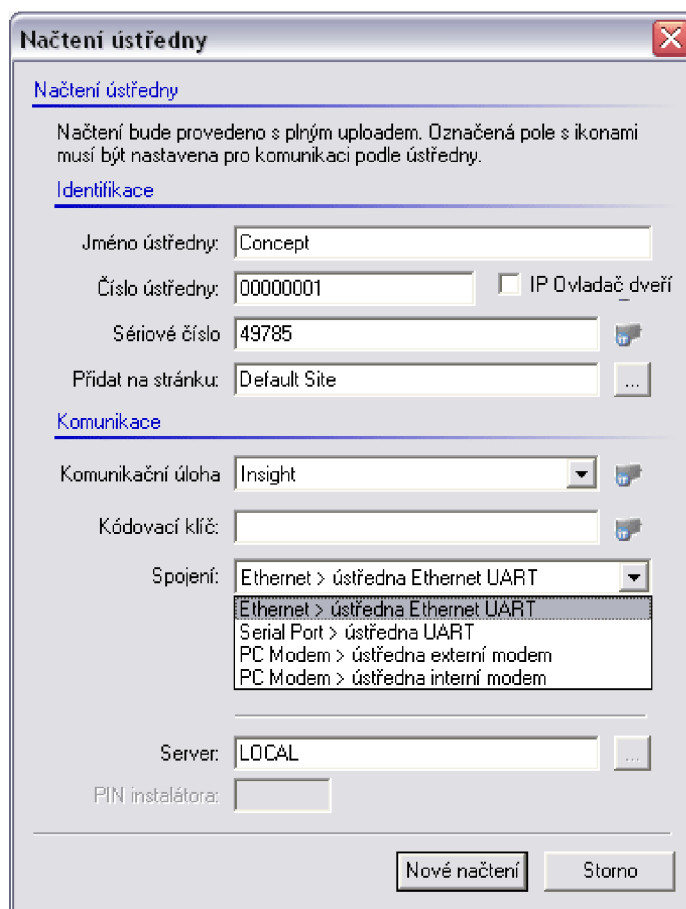 Načtení ústředny
Načtení ústředny
Načtení bude provedeno s plným uploadem. Označená pole s ikonami
musí být nastavena pro komunikaci podle ústředny.
Identifikace
Jméno ústředny: Concept
Číslo ústředny: 00000001 IP Ovladač dveří
Sériové číslo 49785
Přidat na stránku: Default Site ...
Komunikace
Komunikační úloha Insight
Kódovací klíč:
Spojení: Ethernet > ústředna Ethernet UART
Ethernet > ústředna Ethernet UART
Serial Port > ústředna UART
PC Modem > ústředna externí modem
PC Modem > ústředna interní modem
Server: LOCAL ...
PIN instalátora:
Nové načtení Storno